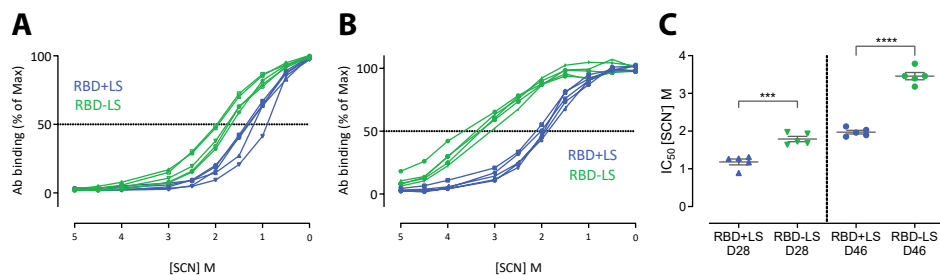 A
B
C
100
50
0
Ab binding (% of Max)
RBD+LS
RBD-LS
5
4
3
2
1
0
[SCN] M
100
50
0
Ab binding (% of Max)
RBD+LS
RBD-LS
5
4
3
2
1
0
[SCN] M
4
3
2
1
0
IC50 [SCN-] M
***
****
RBD+LS
D28
RBD-LS
D28
RBD+LS
D46
RBD-LS
D46